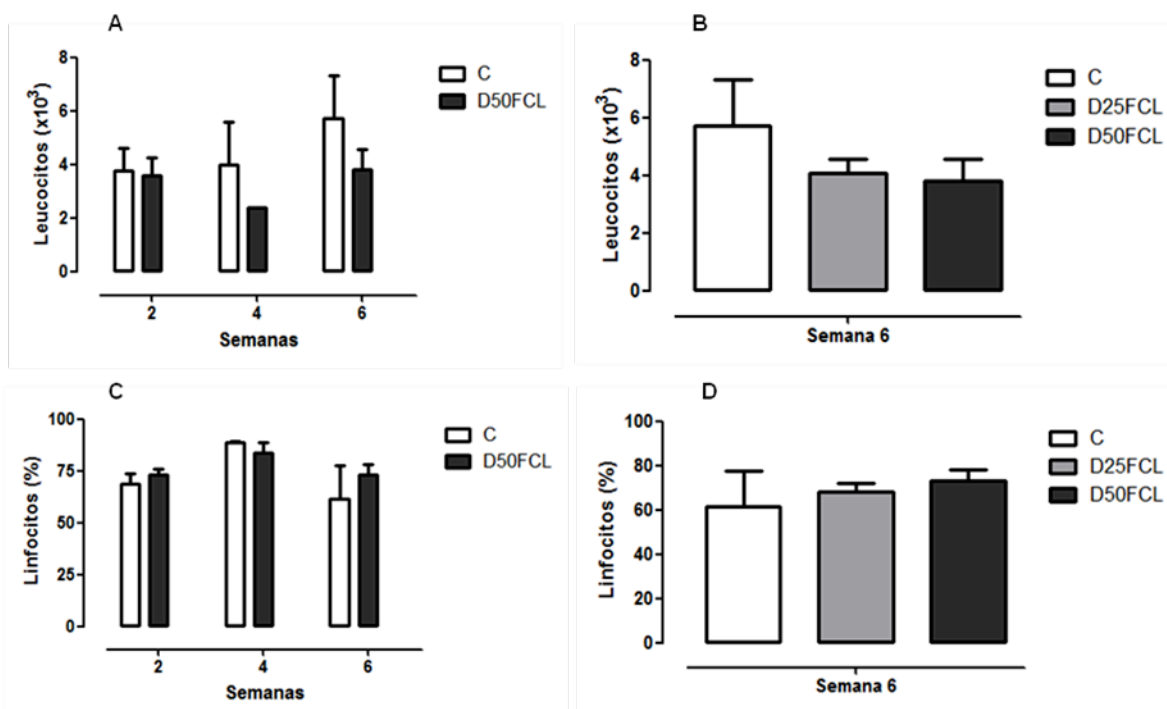 A
Leucocitos (x10³)
8
6
4
2
0
2 4 6
Semanas
C
D50FCL
B
Leucocitos (x10³)
8
6
4
2
0
Semana 6
C
D25FCL
D50FCL
C
Linfocitos (%)
100
75
50
25
0
2 4 6
Semanas
C
D50FCL
D
Linfocitos (%)
100
80
60
40
20
0
Semana 6
C
D25FCL
D50FCL